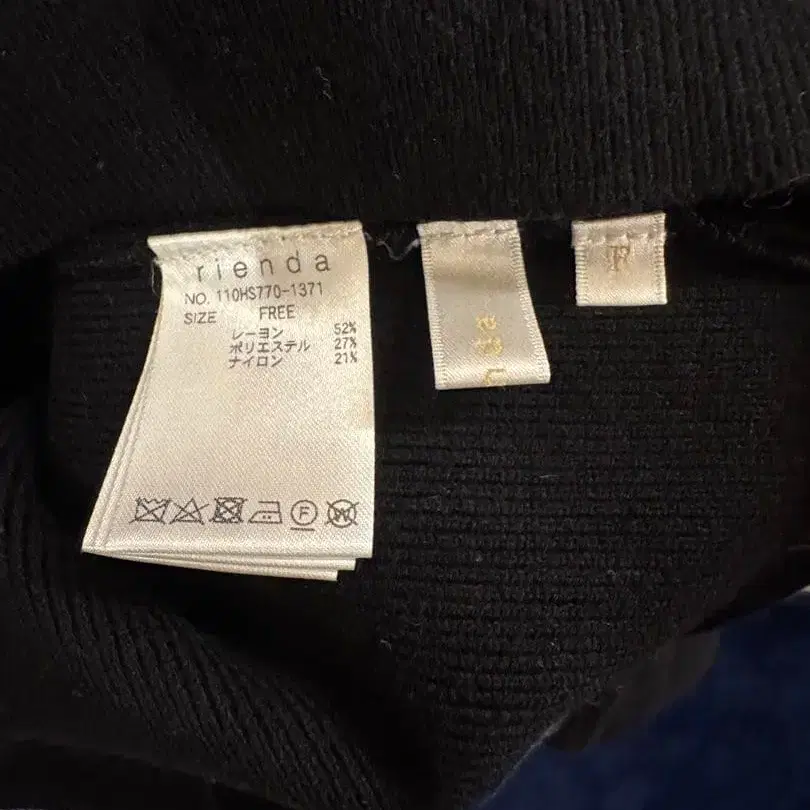 rienda
NO. 110HS770-1371
SIZE FREE
レーヨン 52%
ポリエステル 27%
ナイロン 21%
F
W
F